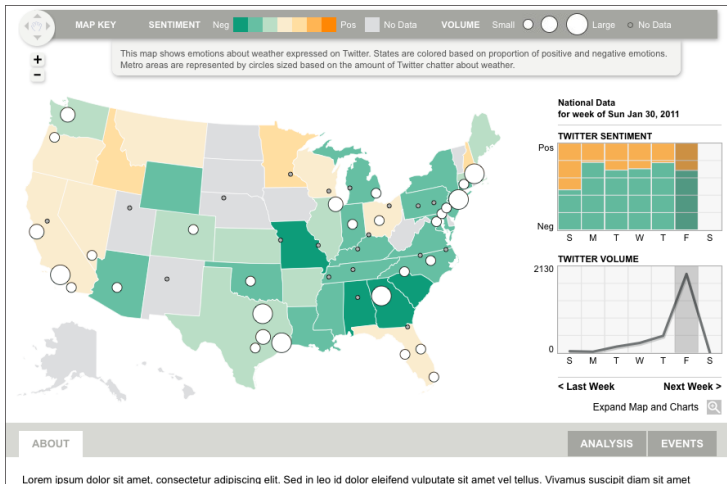 MAP KEY SENTIMENT Neg Pos No Data VOLUME Small Large No Data
+
–
This map shows emotions about weather expressed on Twitter. States are colored based on proportion of positive and negative emotions.
Metro areas are represented by circles sized based on the amount of Twitter chatter about weather.
National Data
for week of Sun Jan 30, 2011
TWITTER SENTIMENT
Pos
Neg
S M T W T F S
TWITTER VOLUME
2130
0
S M T W T F S
< Last Week Next Week >
Expand Map and Charts
ABOUT ANALYSIS EVENTS
Lorem ipsum dolor sit amet, consectetur adipiscing elit. Sed in leo id dolor eleifend vulputate sit amet vel tellus. Vivamus suscipit diam sit amet